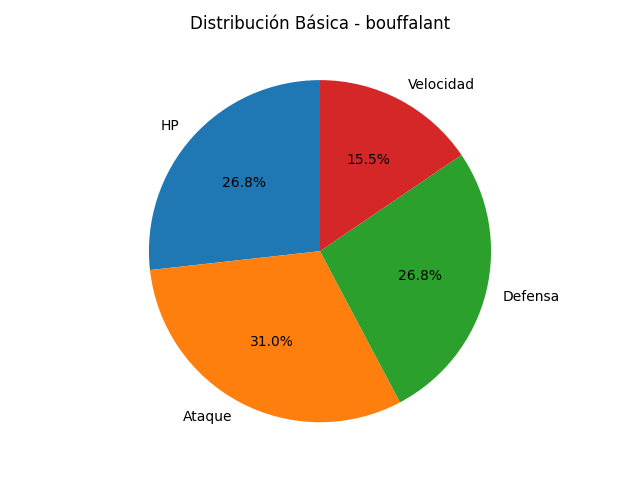 Distribución Básica - bouffalant
Velocidad
HP
15.5%
26.8%
26.8%
Defensa
31.0%
Ataque